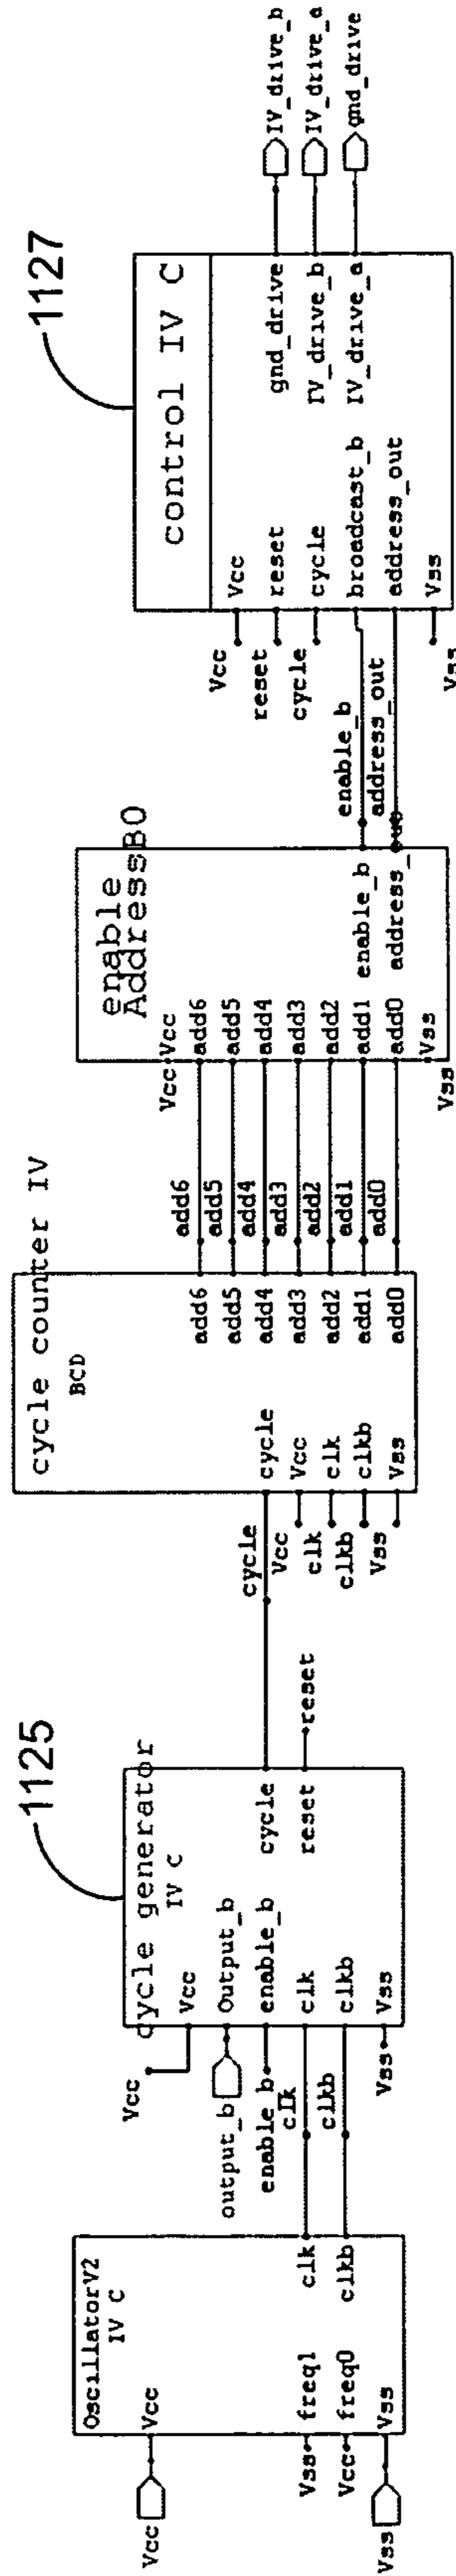 OscillatorV2
IV C
Vcc
Vcc
Vss
freq1
Vcc
freq0
Vss
Vss
clk
clkb
clk
clkb
1125
cycle generator
IV C
Vcc
Vcc
output_b
Output_b
enable_b
enable_b
clk
clkb
Vss
Vss
cycle
reset
reset
cycle
cycle counter IV
BCD
cycle
Vcc
Vcc
clk
clk
clkb
clkb
Vss
Vss
add6
add5
add4
add3
add2
add1
add0
add6
add5
add4
add3
add2
add1
add0
enable
AddressB0
Vcc
Vcc
add6
add5
add4
add3
add2
add1
add0
Vss
Vss
enable_b
address_out
enable_b
address_out
1127
control IV C
Vcc
Vcc
reset
reset
cycle
cycle
broadcast_b
address_out
Vss
Vss
gnd_drive
IV_drive_b
IV_drive_a
IV_drive_b
IV_drive_a
gnd_drive